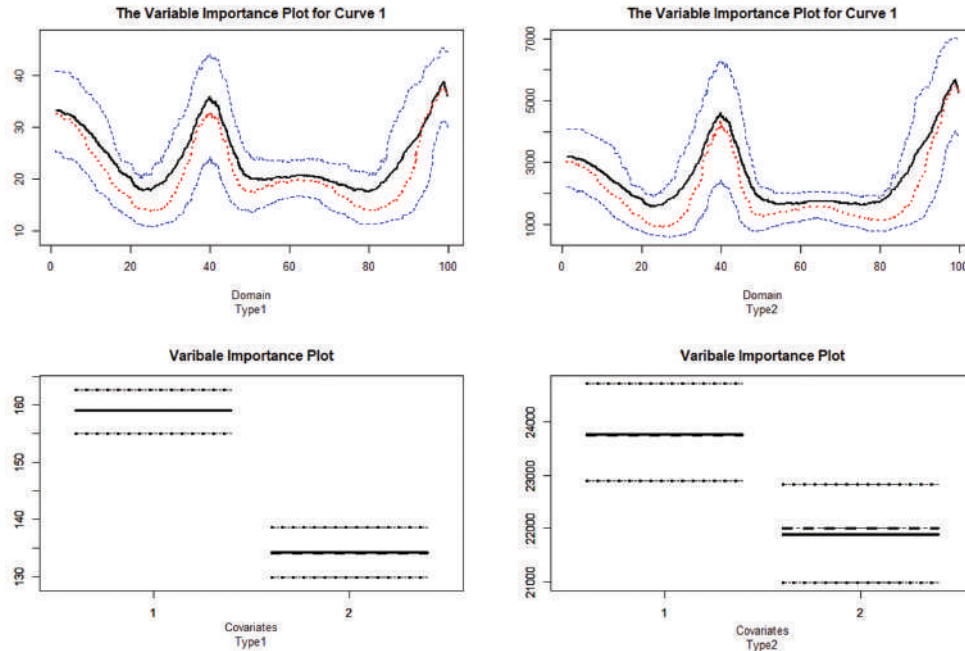 The Variable Importance Plot for Curve 1
40
30
20
10
0 20 40 60 80 100
Domain
Type1
The Variable Importance Plot for Curve 1
7000
5000
3000
1000
0 20 40 60 80 100
Domain
Type2
Varibale Importance Plot
160
150
140
130
1 2
Covariates
Type1
Varibale Importance Plot
24000
23000
22000
21000
1 2
Covariates
Type2